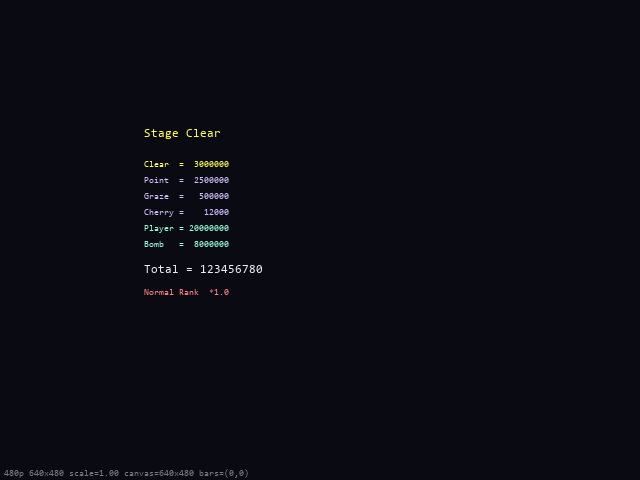 Stage Clear
Clear  =  3000000
Point  =  2500000
Graze  =   500000
Cherry =    12000
Player = 20000000
Bomb   =  8000000
Total = 123456780
Normal Rank  *1.0
480p 640x480 scale=1.00 canvas=640x480 bars=(0,0)